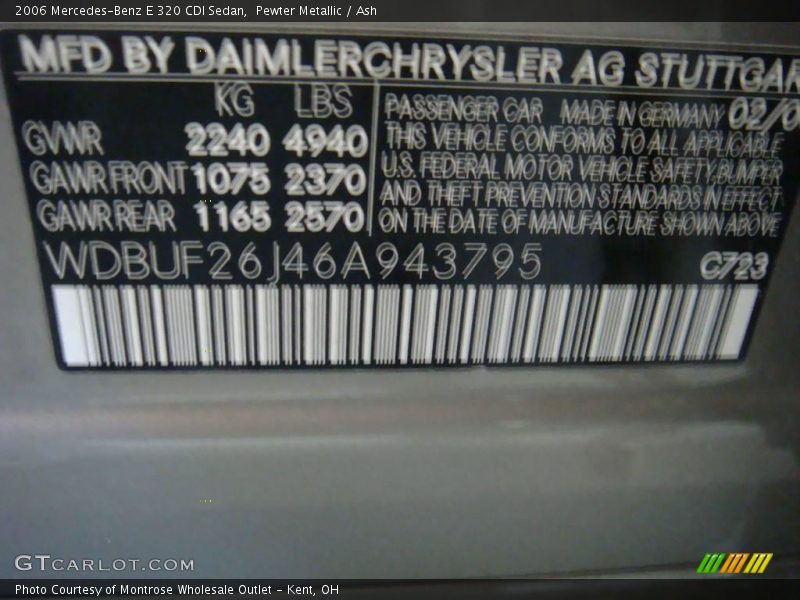 2006 Mercedes-Benz E 320 CDI Sedan, Pewter Metallic / Ash
MFD BY DAIMLERCHRYSLER AG STUTTGAR
KG LBS
GVWR 2240 4940
GAWR FRONT 1075 2370
GAWR REAR 1165 2570
PASSENGER CAR MADE IN GERMANY 02/0
THIS VEHICLE CONFORMS TO ALL APPLICABLE
U.S. FEDERAL MOTOR VEHICLE SAFETY, BUMPER
AND THEFT PREVENTION STANDARDS IN EFFECT
ON THE DATE OF MANUFACTURE SHOWN ABOVE
WDBUF26J46A943795
C723
GTCARLOT.COM
Photo Courtesy of Montrose Wholesale Outlet - Kent, OH